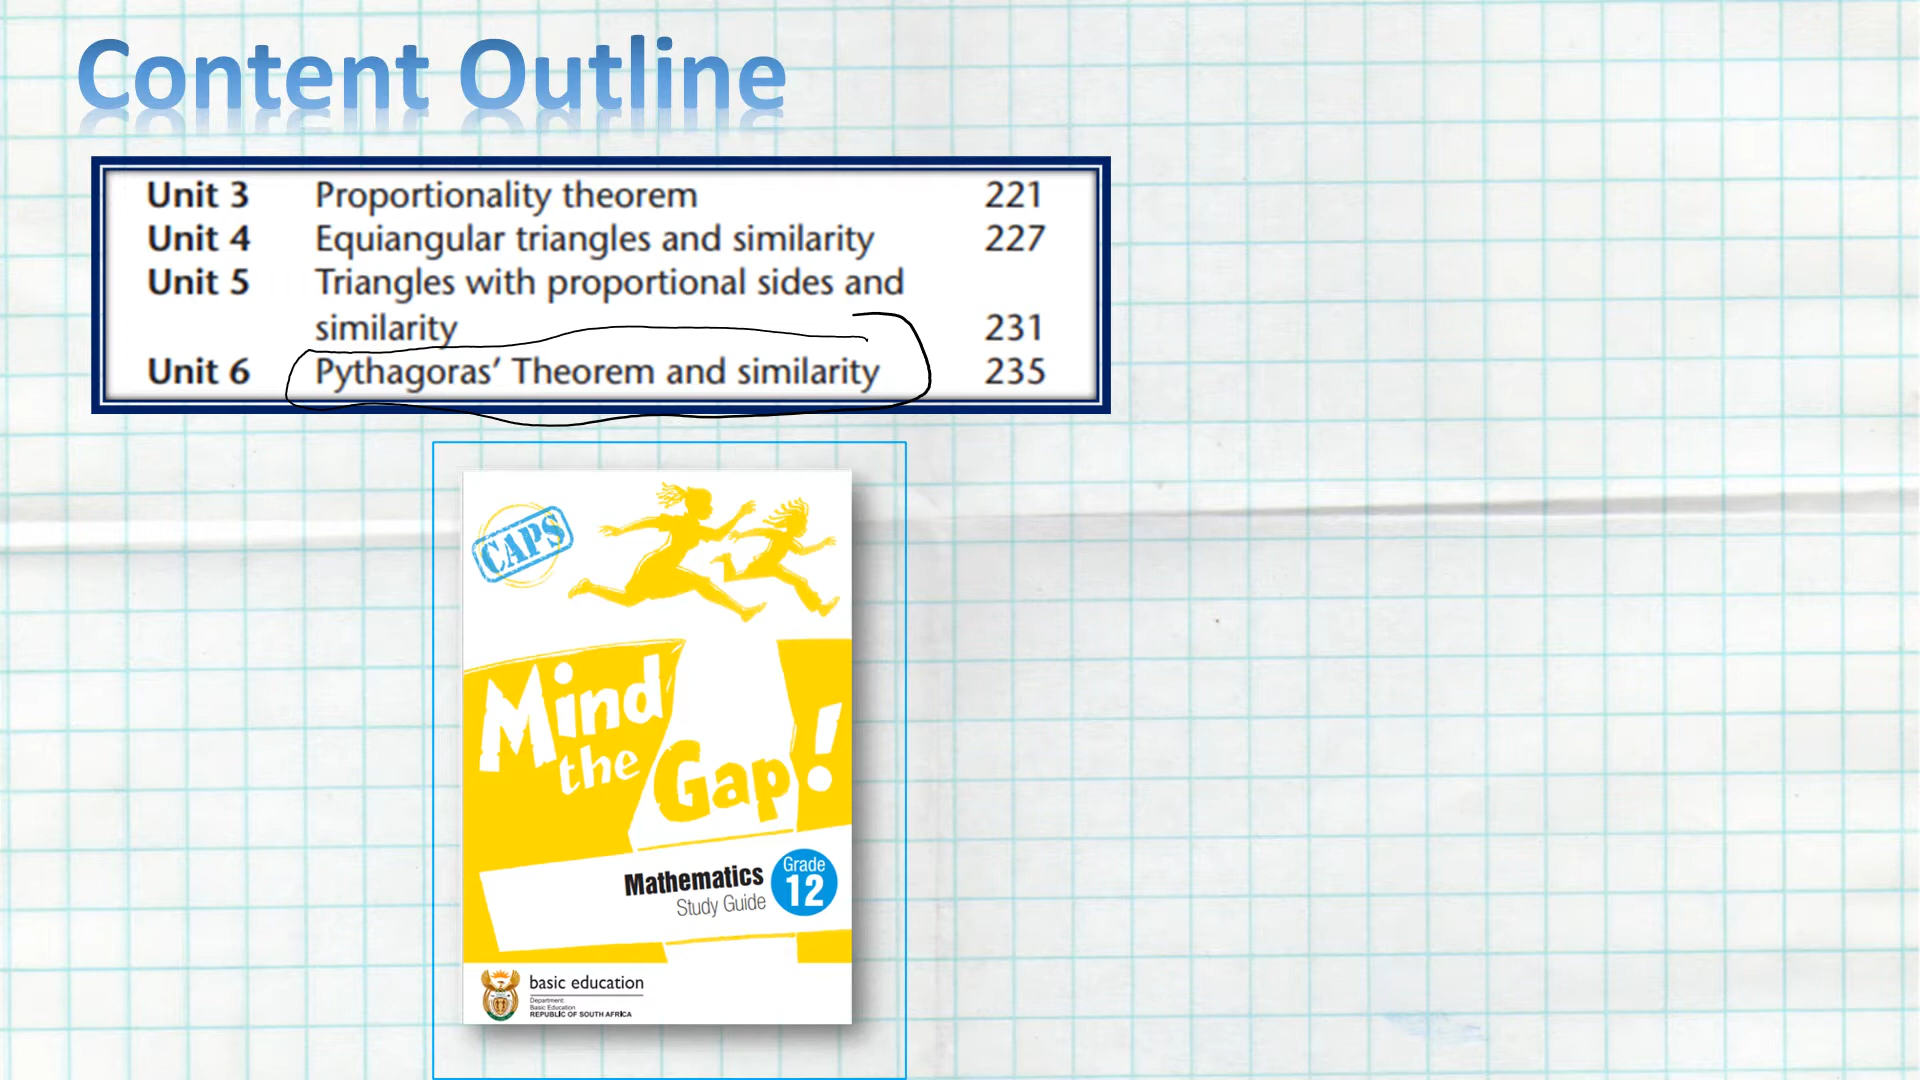 Content Outline
Unit 3 Proportionality theorem 221
Unit 4 Equiangular triangles and similarity 227
Unit 5 Triangles with proportional sides and
similarity 231
Unit 6 Pythagoras’ Theorem and similarity 235
CAPS
Mind
the Gap!
Mathematics
Study Guide
Grade
12
basic education
Department:
Basic Education
REPUBLIC OF SOUTH AFRICA